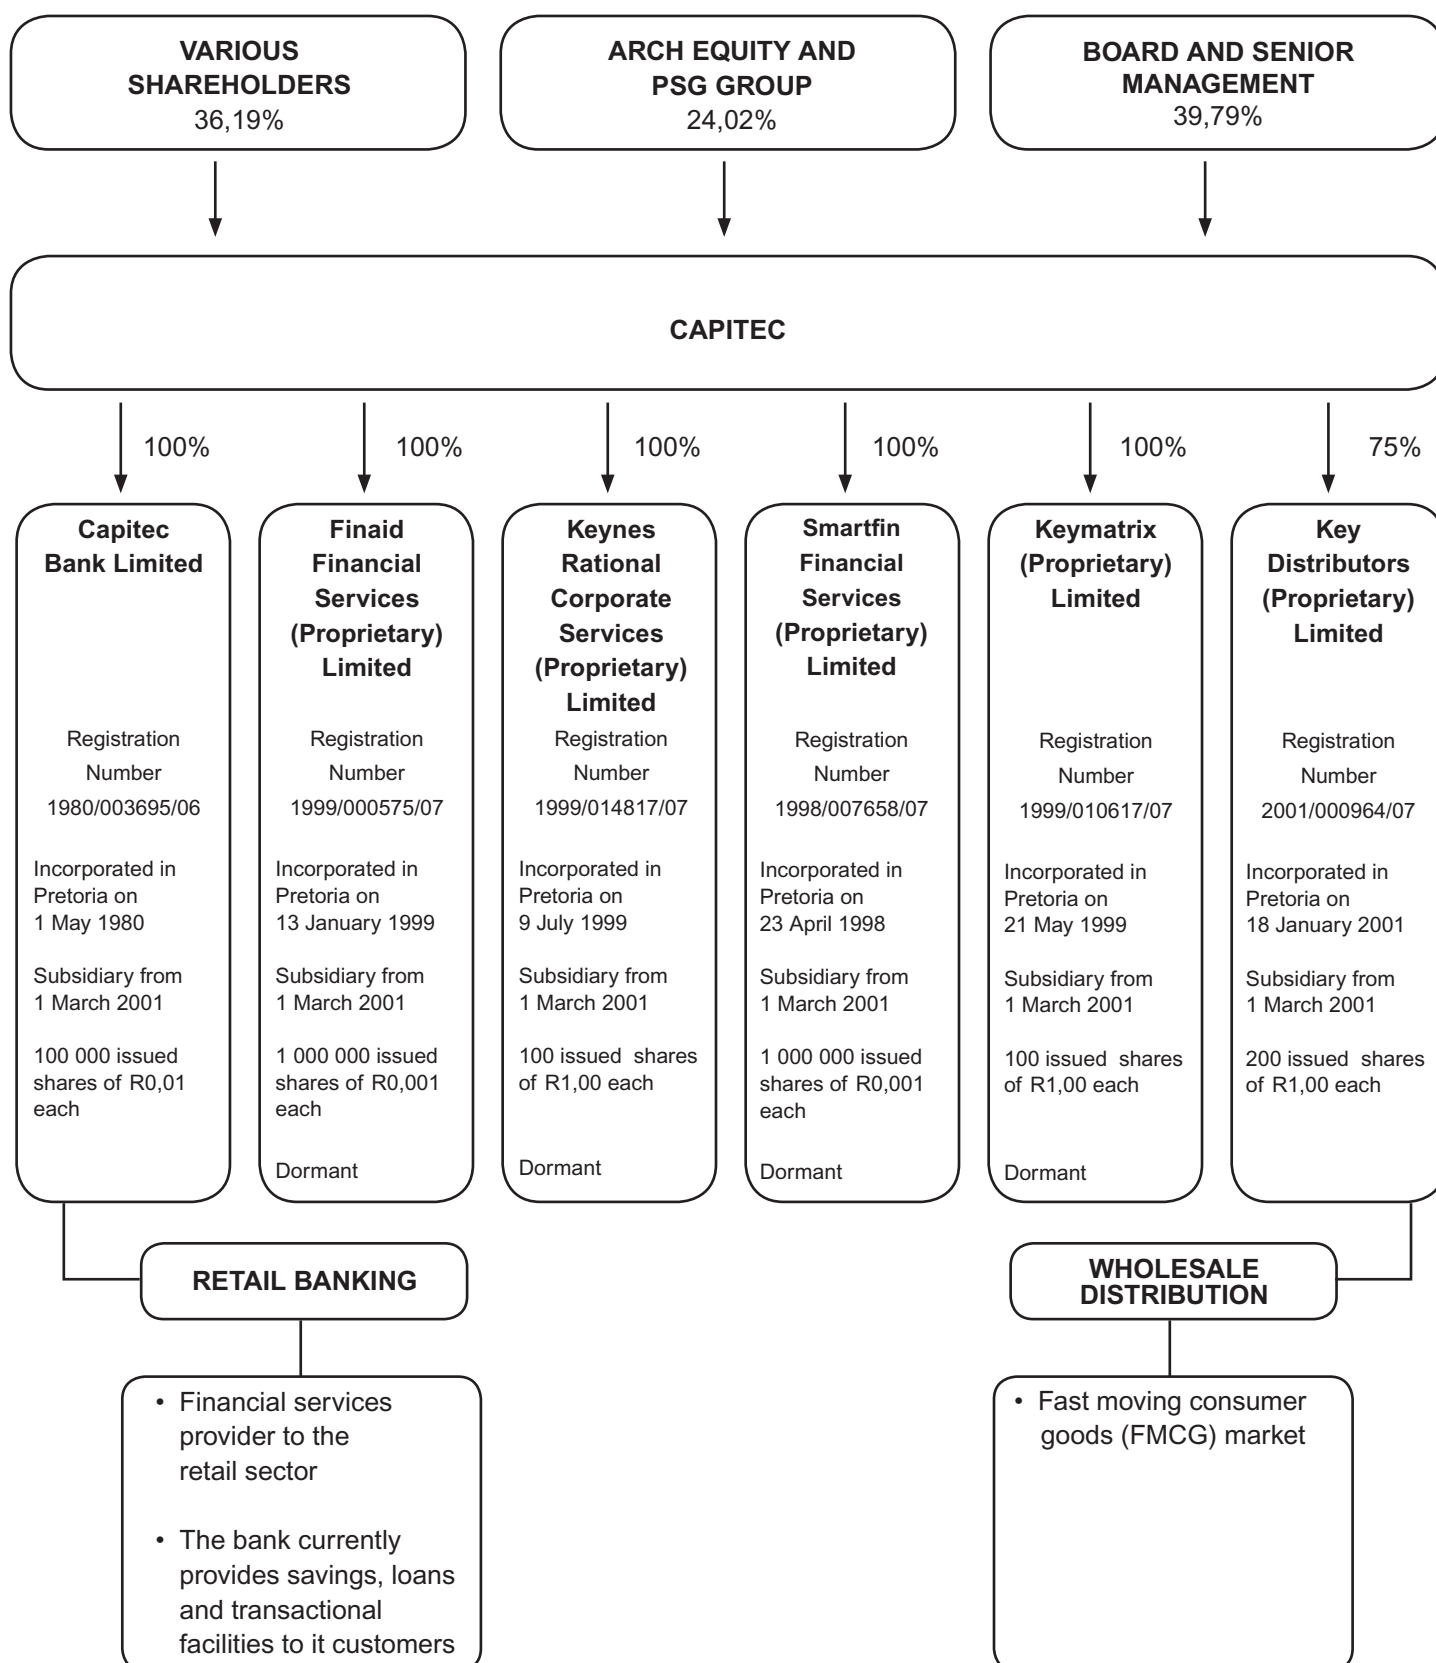 VARIOUS
SHAREHOLDERS
36,19%
ARCH EQUITY AND
PSG GROUP
24,02%
BOARD AND SENIOR
MANAGEMENT
39,79%
CAPITEC
100%
100%
100%
100%
100%
75%
Capitec
Bank Limited
Registration
Number
1980/003695/06
Incorporated in
Pretoria on
1 May 1980
Subsidiary from
1 March 2001
100 000 issued
shares of R0,01
each
Finaid
Financial
Services
(Proprietary)
Limited
Registration
Number
1999/000575/07
Incorporated in
Pretoria on
13 January 1999
Subsidiary from
1 March 2001
1 000 000 issued
shares of R0,001
each
Dormant
Keynes
Rational
Corporate
Services
(Proprietary)
Limited
Registration
Number
1999/014817/07
Incorporated in
Pretoria on
9 July 1999
Subsidiary from
1 March 2001
100 issued shares
of R1,00 each
Dormant
Smartfin
Financial
Services
(Proprietary)
Limited
Registration
Number
1998/007658/07
Incorporated in
Pretoria on
23 April 1998
Subsidiary from
1 March 2001
1 000 000 issued
shares of R0,001
each
Dormant
Keymatrix
(Proprietary)
Limited
Registration
Number
1999/010617/07
Incorporated in
Pretoria on
21 May 1999
Subsidiary from
1 March 2001
100 issued shares
of R1,00 each
Dormant
Key
Distributors
(Proprietary)
Limited
Registration
Number
2001/000964/07
Incorporated in
Pretoria on
18 January 2001
Subsidiary from
1 March 2001
200 issued shares
of R1,00 each
RETAIL BANKING
• Financial services
provider to the
retail sector
• The bank currently
provides savings, loans
and transactional
facilities to it customers
WHOLESALE
DISTRIBUTION
• Fast moving consumer
goods (FMCG) market